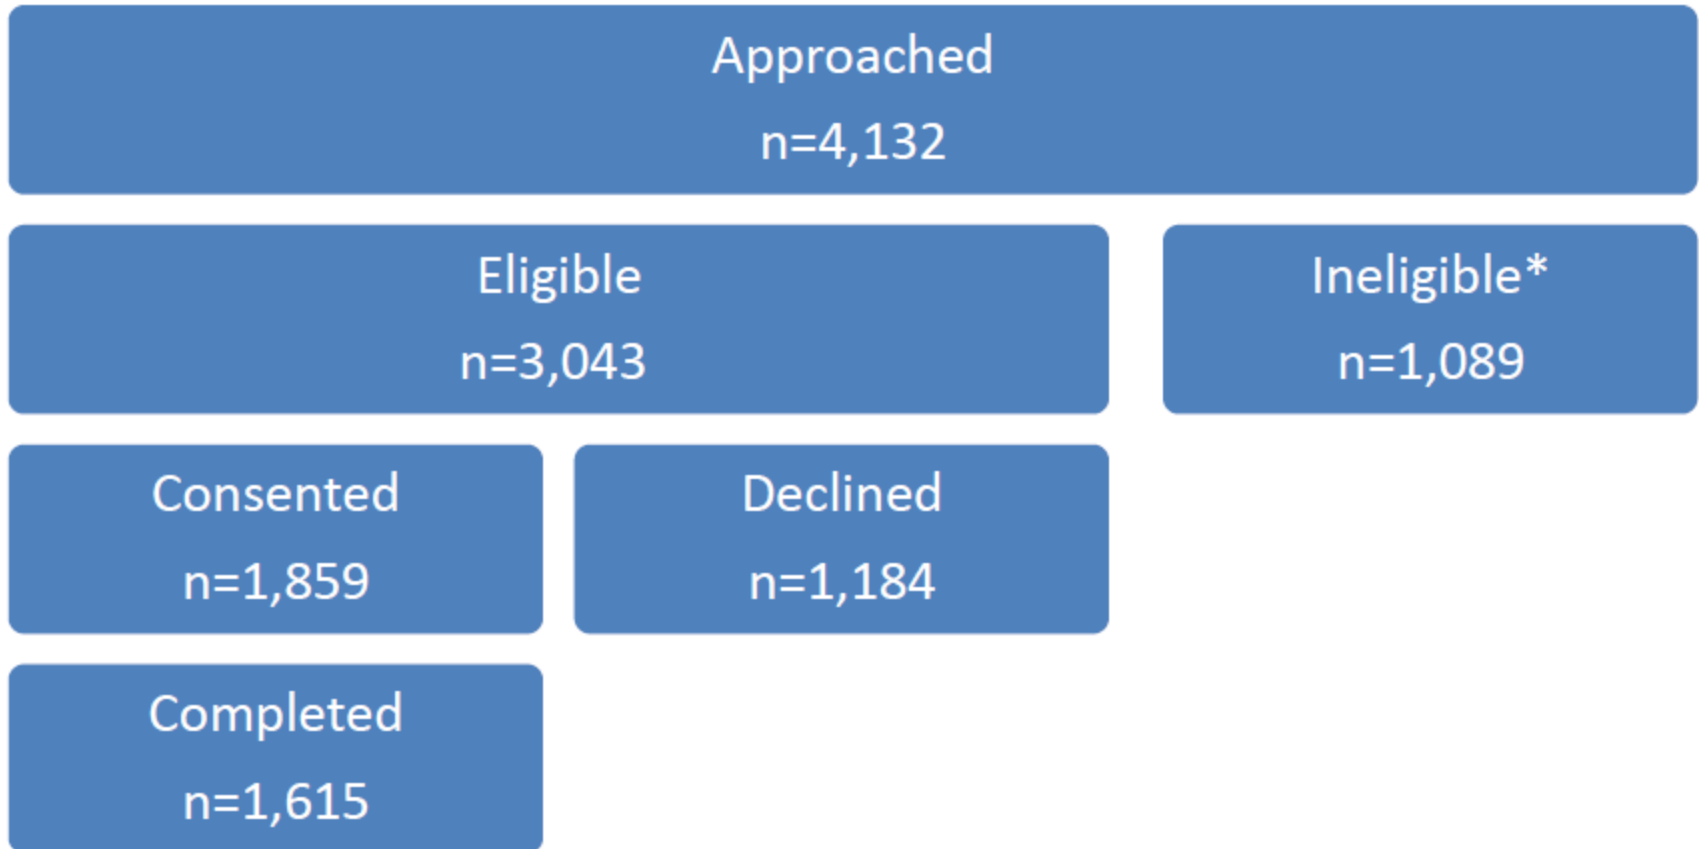 Approached
n=4,132
Eligible
n=3,043
Ineligible*
n=1,089
Consented
n=1,859
Declined
n=1,184
Completed
n=1,615